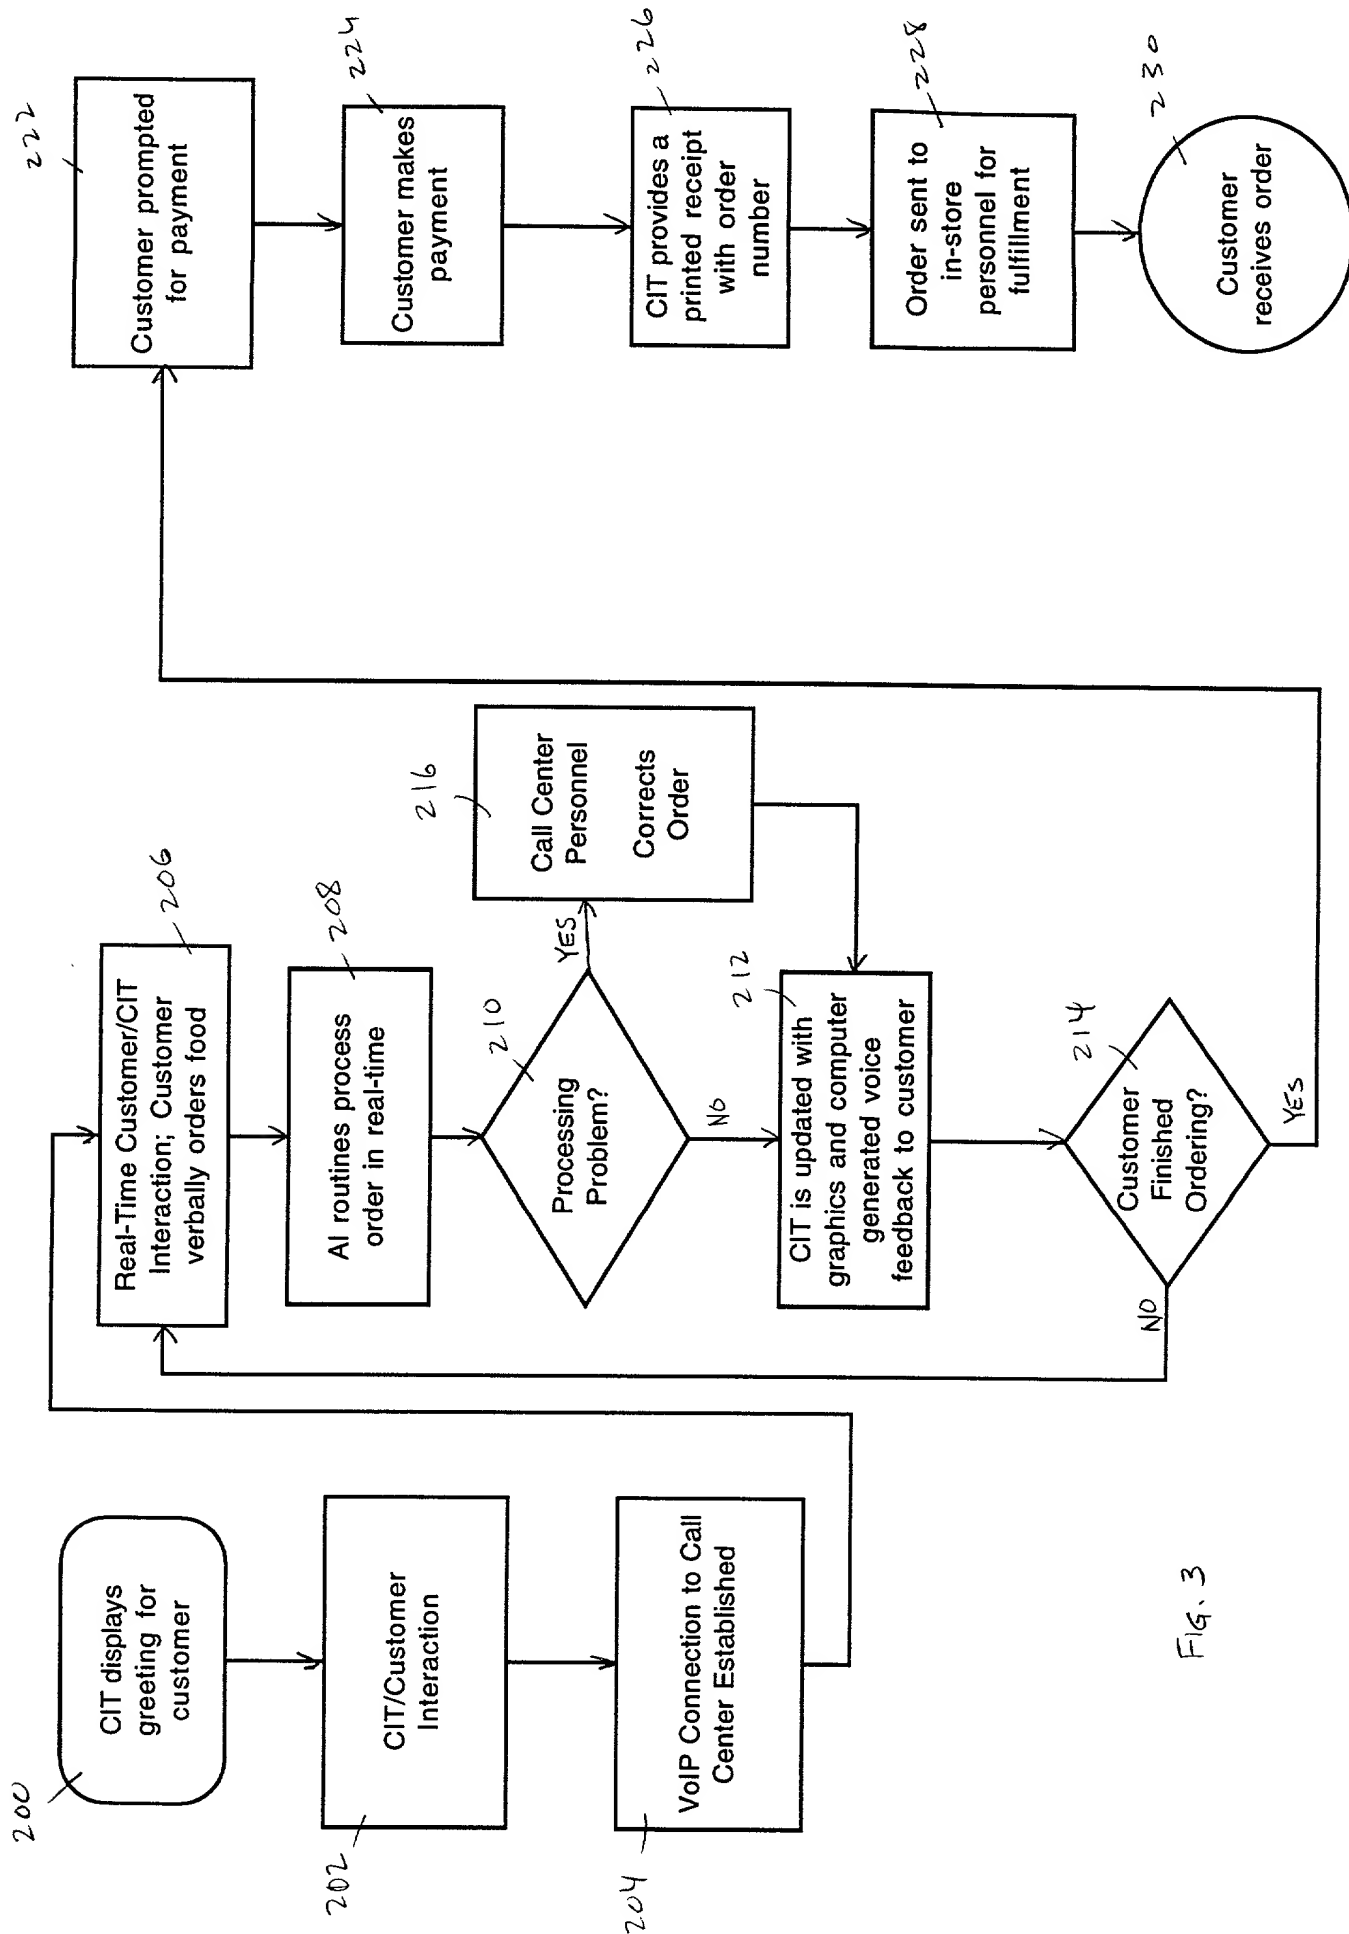 200
CIT displays
greeting for
customer
202
CIT/Customer
Interaction
204
VoIP Connection to Call
Center Established
206
Real-Time Customer/CIT
Interaction; Customer
verbally orders food
208
AI routines process
order in real-time
210
Processing
Problem?
YES
NO
216
Call Center
Personnel
Corrects
Order
212
CIT is updated with
graphics and computer
generated voice
feedback to customer
214
Customer
Finished
Ordering?
NO
YES
222
Customer prompted
for payment
224
Customer makes
payment
226
CIT provides a
printed receipt
with order
number
228
Order sent to
in-store
personnel for
fulfillment
230
Customer
receives order
FIG. 3